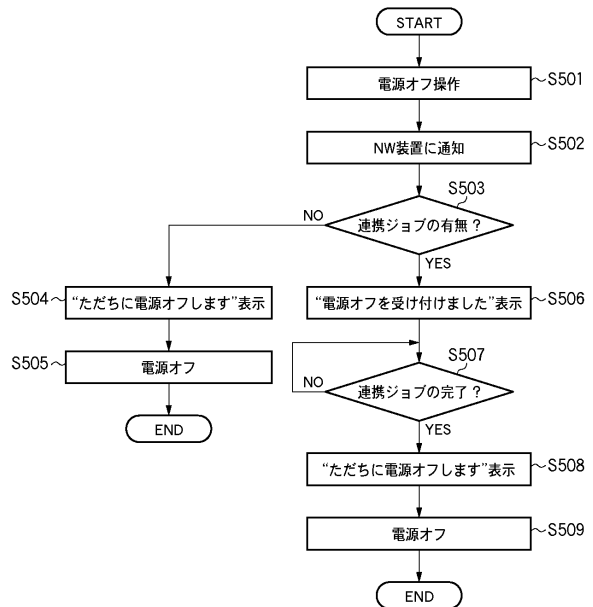 START
電源オフ操作
S501
NW装置に通知
S502
S503
連携ジョブの有無？
NO
YES
S504
“ただちに電源オフします”表示
“電源オフを受け付けました”表示
S506
S505
電源オフ
S507
連携ジョブの完了？
NO
YES
END
“ただちに電源オフします”表示
S508
電源オフ
S509
END